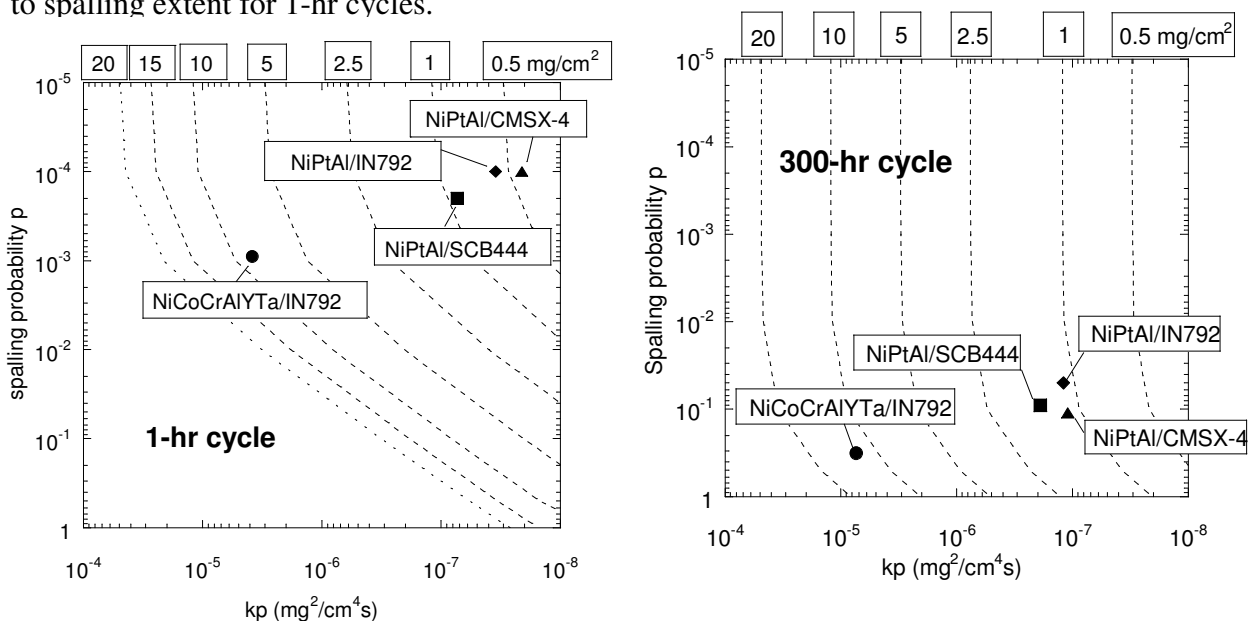 to spalling extent for 1-hr cycles.
20 15 10 5 2.5 1 0.5 mg/cm²
10⁻⁵
NiPtAl/CMSX-4
NiPtAl/IN792
10⁻⁴
NiPtAl/SCB444
10⁻³
NiCoCrAlYTa/IN792
10⁻²
1-hr cycle
10⁻¹
1
spalling probability p
10⁻⁴ 10⁻⁵ 10⁻⁶ 10⁻⁷ 10⁻⁸
kp (mg²/cm⁴s)
20 10 5 2.5 1 0.5 mg/cm²
10⁻⁵
10⁻⁴
300-hr cycle
10⁻³
10⁻²
NiPtAl/IN792
NiPtAl/SCB444
NiCoCrAlYTa/IN792
10⁻¹
NiPtAl/CMSX-4
1
Spalling probability p
10⁻⁴ 10⁻⁵ 10⁻⁶ 10⁻⁷ 10⁻⁸
kp (mg²/cm⁴s)